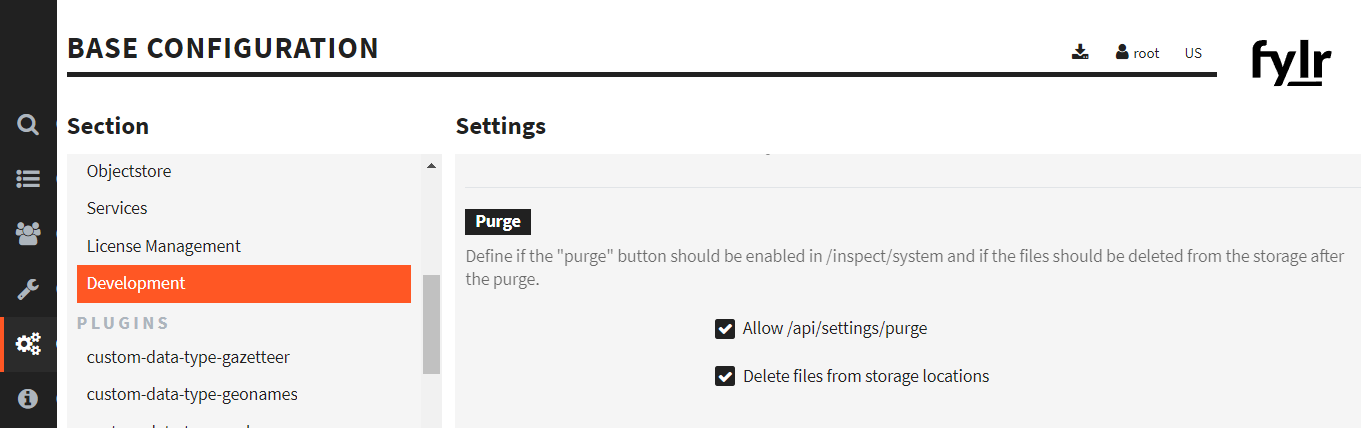 BASE CONFIGURATION
root
US
fylr
Section
Settings
Objectstore
Services
License Management
Development
PLUGINS
custom-data-type-gazetteer
custom-data-type-geonames
Purge
Define if the "purge" button should be enabled in /inspect/system and if the files should be deleted from the storage after
the purge.
Allow /api/settings/purge
Delete files from storage locations